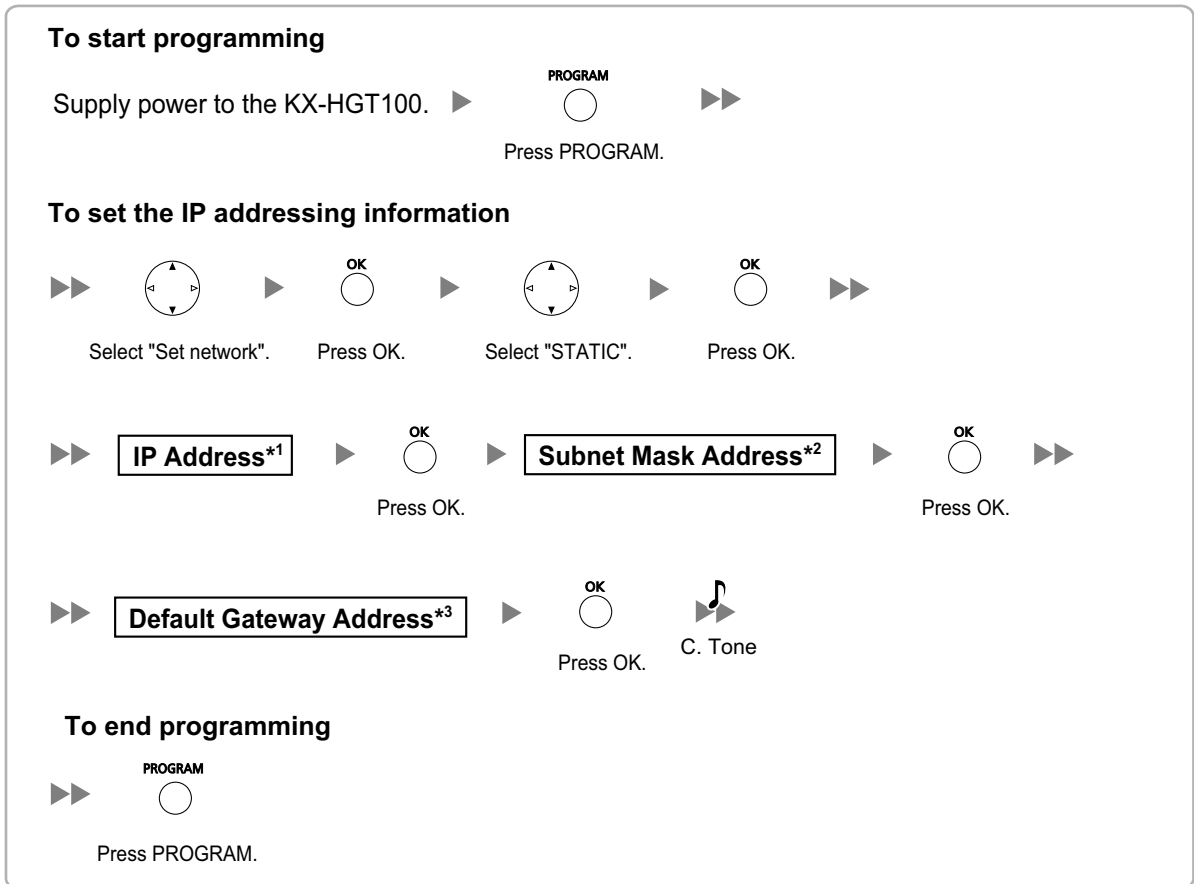 To start programming
PROGRAM
Supply power to the KX-HGT100.
Press PROGRAM.
To set the IP addressing information
OK OK
Select "Set network". Press OK. Select "STATIC". Press OK.
OK OK
IP Address*1 Subnet Mask Address*2
Press OK. Press OK.
OK
Default Gateway Address*3
Press OK. C. Tone
To end programming
PROGRAM
Press PROGRAM.